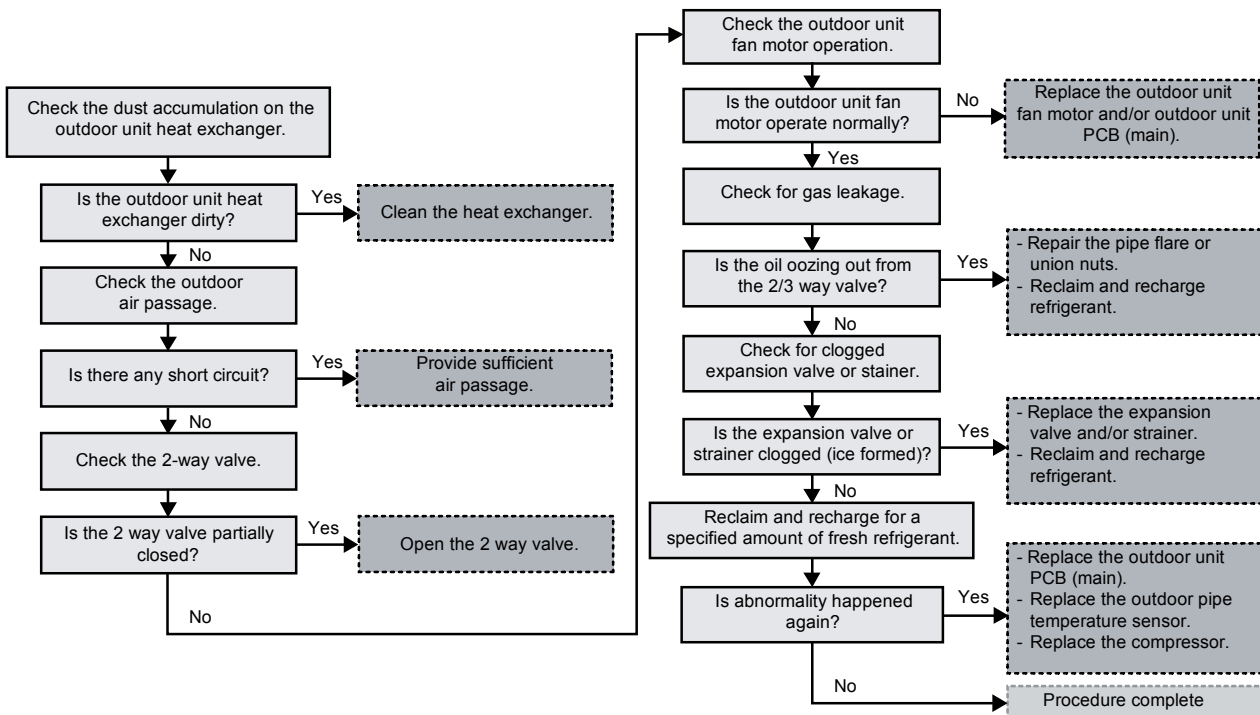 Check the dust accumulation on the
outdoor unit heat exchanger.
Is the outdoor unit heat
exchanger dirty?
Yes
Clean the heat exchanger.
No
Check the outdoor
air passage.
Is there any short circuit?
Yes
Provide sufficient
air passage.
No
Check the 2-way valve.
Is the 2 way valve partially
closed?
Yes
Open the 2 way valve.
No
Check the outdoor unit
fan motor operation.
Is the outdoor unit fan
motor operate normally?
No
Replace the outdoor unit
fan motor and/or outdoor unit
PCB (main).
Yes
Check for gas leakage.
Is the oil oozing out from
the 2/3 way valve?
Yes
- Repair the pipe flare or
union nuts.
- Reclaim and recharge
refrigerant.
No
Check for clogged
expansion valve or stainer.
Is the expansion valve or
strainer clogged (ice formed)?
Yes
- Replace the expansion
valve and/or strainer.
- Reclaim and recharge
refrigerant.
No
Reclaim and recharge for a
specified amount of fresh refrigerant.
Is abnormality happened
again?
Yes
- Replace the outdoor unit
PCB (main).
- Replace the outdoor pipe
temperature sensor.
- Replace the compressor.
No
Procedure complete